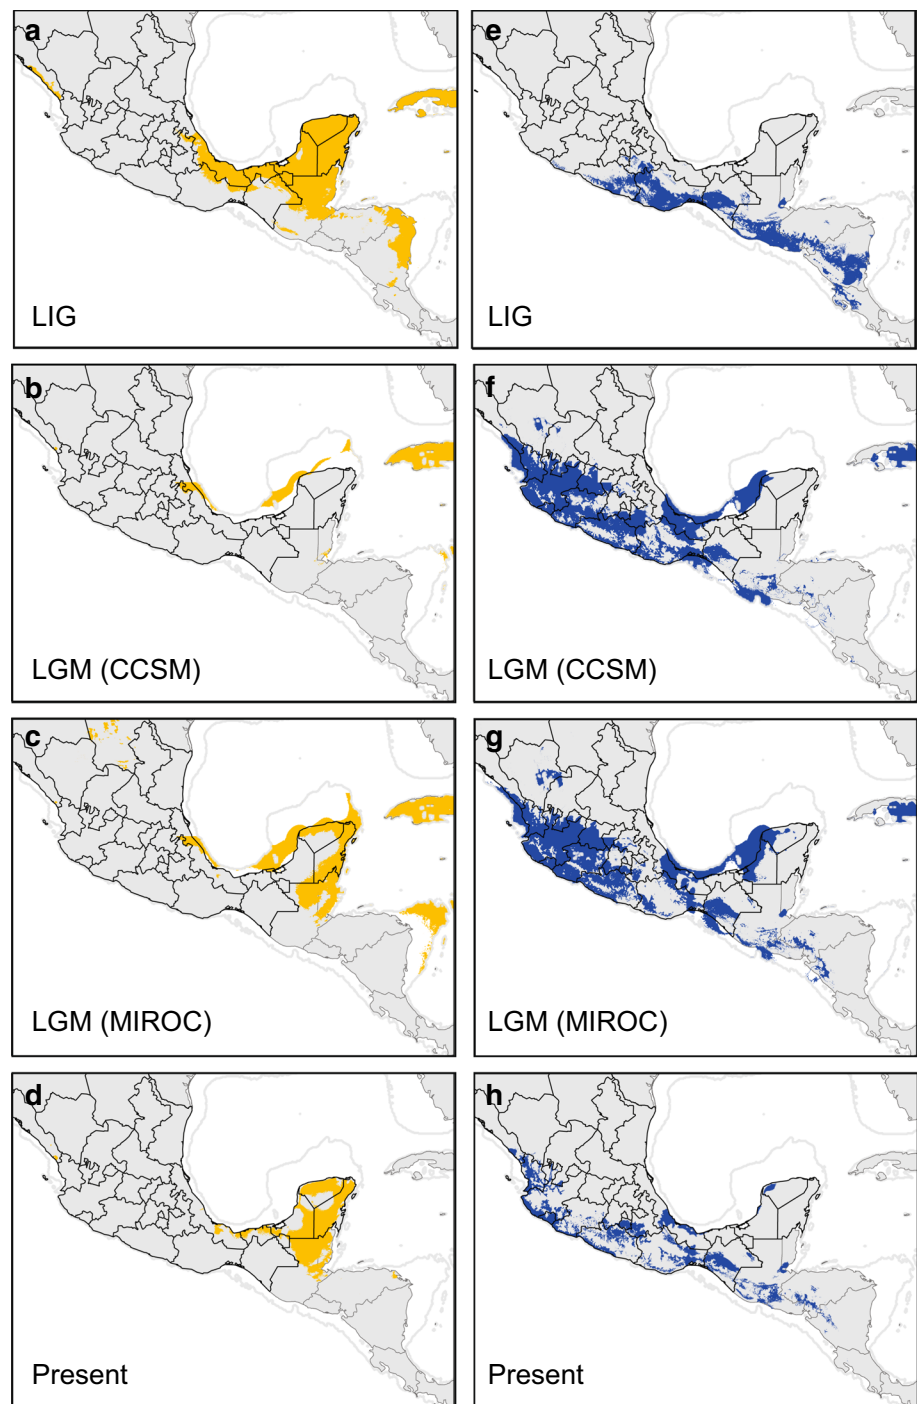 a
LIG
e
LIG
b
LGM (CCSM)
f
LGM (CCSM)
c
LGM (MIROC)
g
LGM (MIROC)
d
Present
h
Present